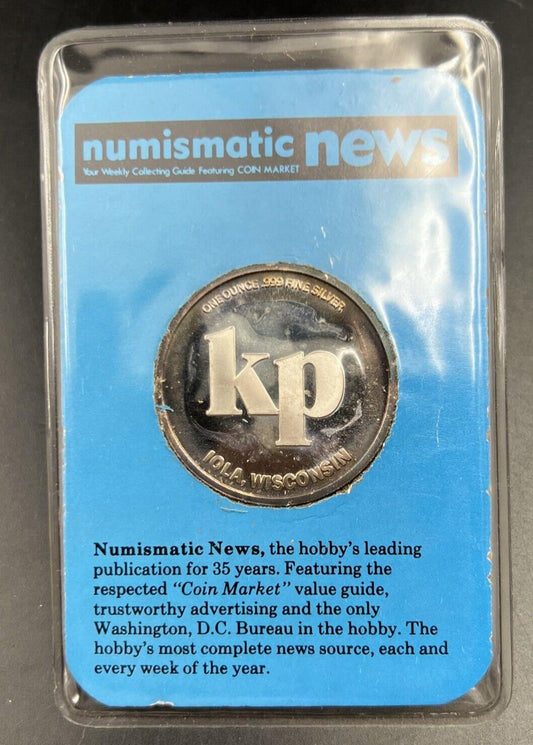 numismatic news
Your Weekly Collecting Guide Featuring COIN MARKET
ONE OUNCE .999 FINE SILVER
kp
IOLA, WISCONSIN
Numismatic News, the hobby's leading
publication for 35 years. Featuring the
respected "Coin Market" value guide,
trustworthy advertising and the only
Washington, D.C. Bureau in the hobby. The
hobby's most complete news source, each and
every week of the year.